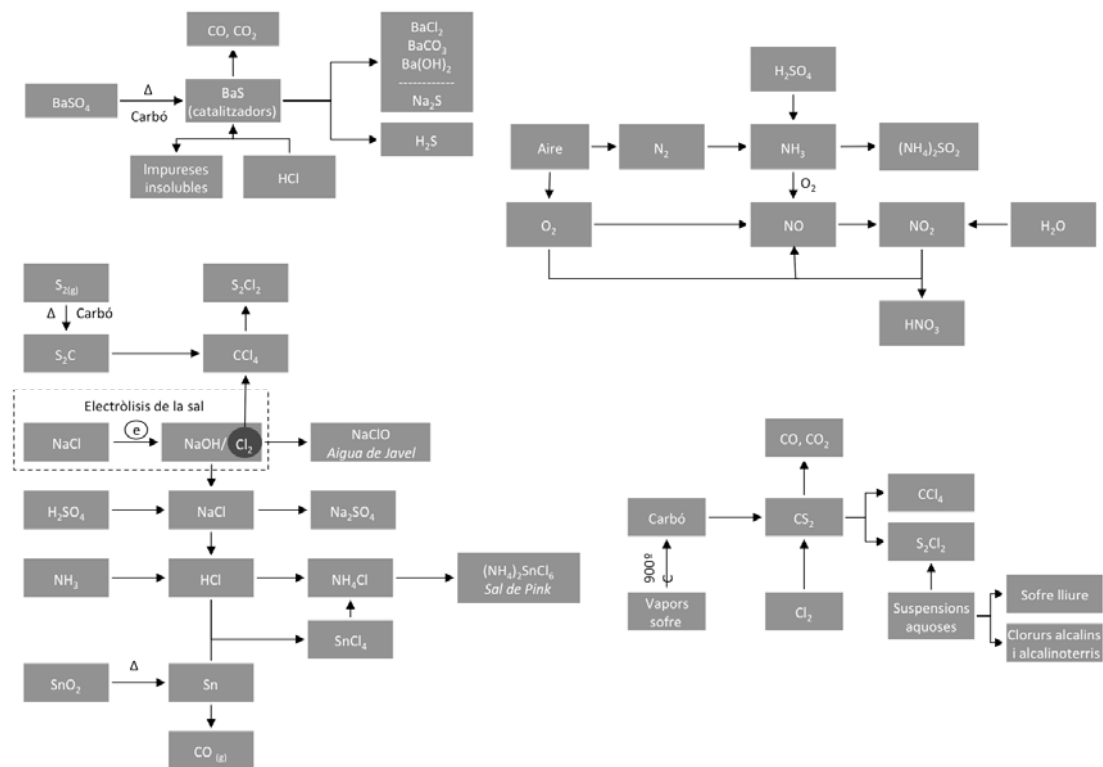 CO, CO₂
BaCl₂
BaCO₃
Ba(OH)₂
------------
Na₂S
BaSO₄
Δ
Carbó
BaS
(catalitzadors)
H₂S
Impureses
insolubles
HCl
H₂SO₄
Aire
N₂
NH₃
(NH₄)₂SO₂
O₂
O₂
NO
NO₂
H₂O
HNO₃
S₂₍g₎
Δ
Carbó
S₂Cl₂
S₂C
CCl₄
Electròlisis de la sal
NaCl
e
NaOH/ Cl₂
NaClO
Aigua de Javel
H₂SO₄
NaCl
Na₂SO₄
NH₃
HCl
NH₄Cl
(NH₄)₂SnCl₆
Sal de Pink
SnCl₄
SnO₂
Δ
Sn
CO ₍g₎
CO, CO₂
Carbó
CS₂
CCl₄
S₂Cl₂
900º
C
Vapors
sofre
Cl₂
Suspensions
aquoses
Sofre lliure
Clorurs alcalins
i alcalinoterris